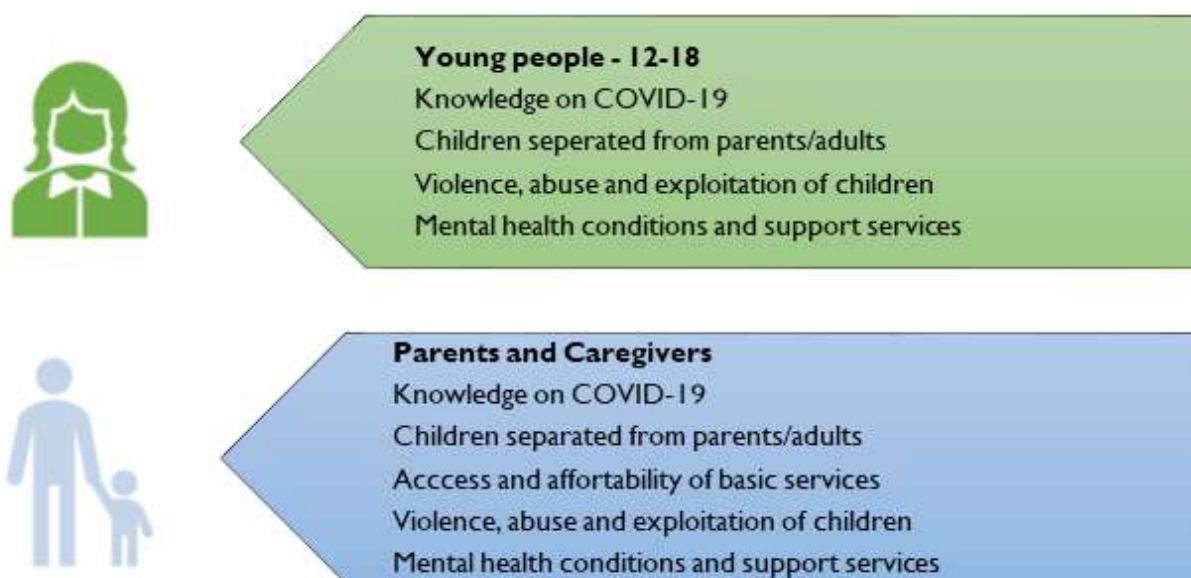 Young people - 12-18
Knowledge on COVID-19
Children seperated from parents/adults
Violence, abuse and exploitation of children
Mental health conditions and support services
Parents and Caregivers
Knowledge on COVID-19
Children separated from parents/adults
Acccess and affortability of basic services
Violence, abuse and exploitation of children
Mental health conditions and support services